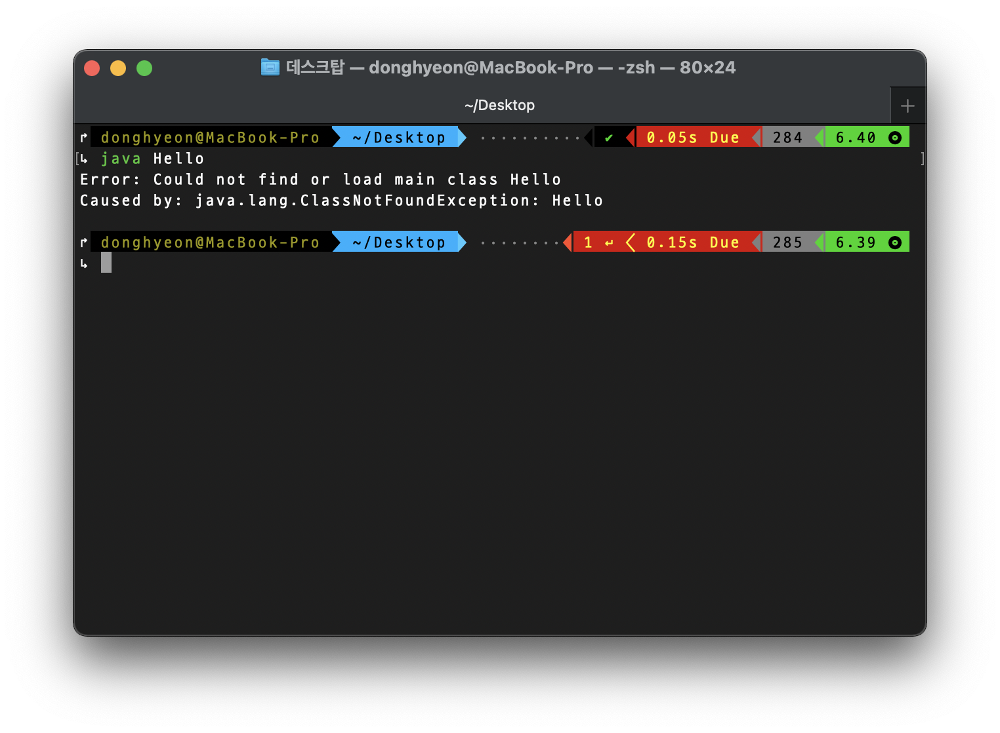 데스크탑 — donghyeon@MacBook-Pro — -zsh — 80×24
~/Desktop
↱ donghyeon@MacBook-Pro ~/Desktop ·········· ✔ 0.05s Due 284 6.40
[↳ java Hello ]
Error: Could not find or load main class Hello
Caused by: java.lang.ClassNotFoundException: Hello
↱ donghyeon@MacBook-Pro ~/Desktop ········ 1 ↵ 0.15s Due 285 6.39
↳